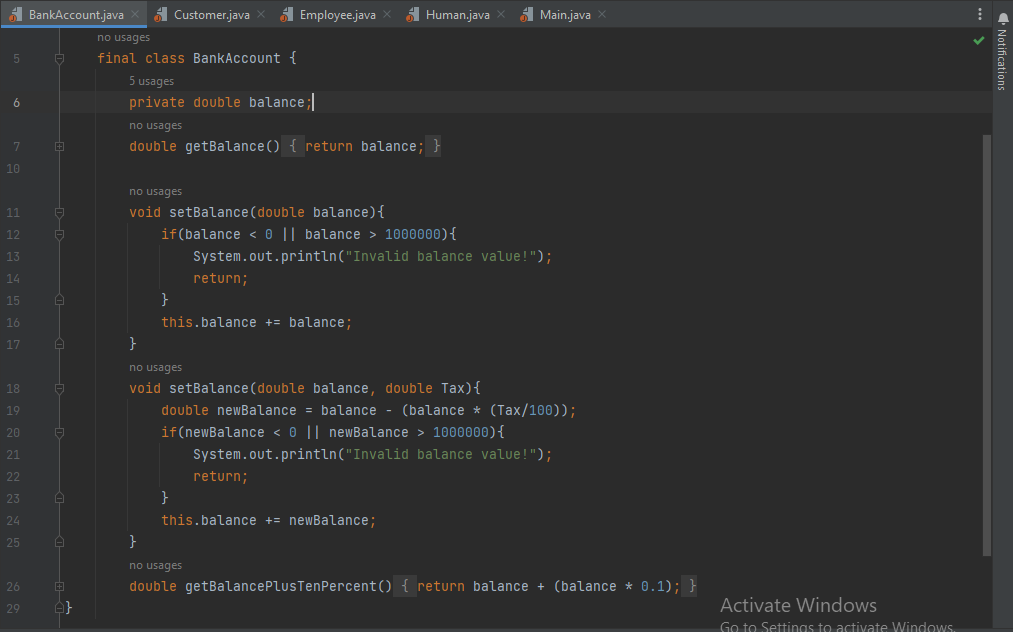 BankAccount.java Customer.java Employee.java Human.java Main.java
Notifications
no usages
5 final class BankAccount {
5 usages
6 private double balance;
no usages
7 double getBalance() { return balance; }
10
no usages
11 void setBalance(double balance){
12 if(balance < 0 || balance > 1000000){
13 System.out.println("Invalid balance value!");
14 return;
15 }
16 this.balance += balance;
17 }
no usages
18 void setBalance(double balance, double Tax){
19 double newBalance = balance - (balance * (Tax/100));
20 if(newBalance < 0 || newBalance > 1000000){
21 System.out.println("Invalid balance value!");
22 return;
23 }
24 this.balance += newBalance;
25 }
no usages
26 double getBalancePlusTenPercent() { return balance + (balance * 0.1); }
29 }
Activate Windows
Go to Settings to activate Windows.